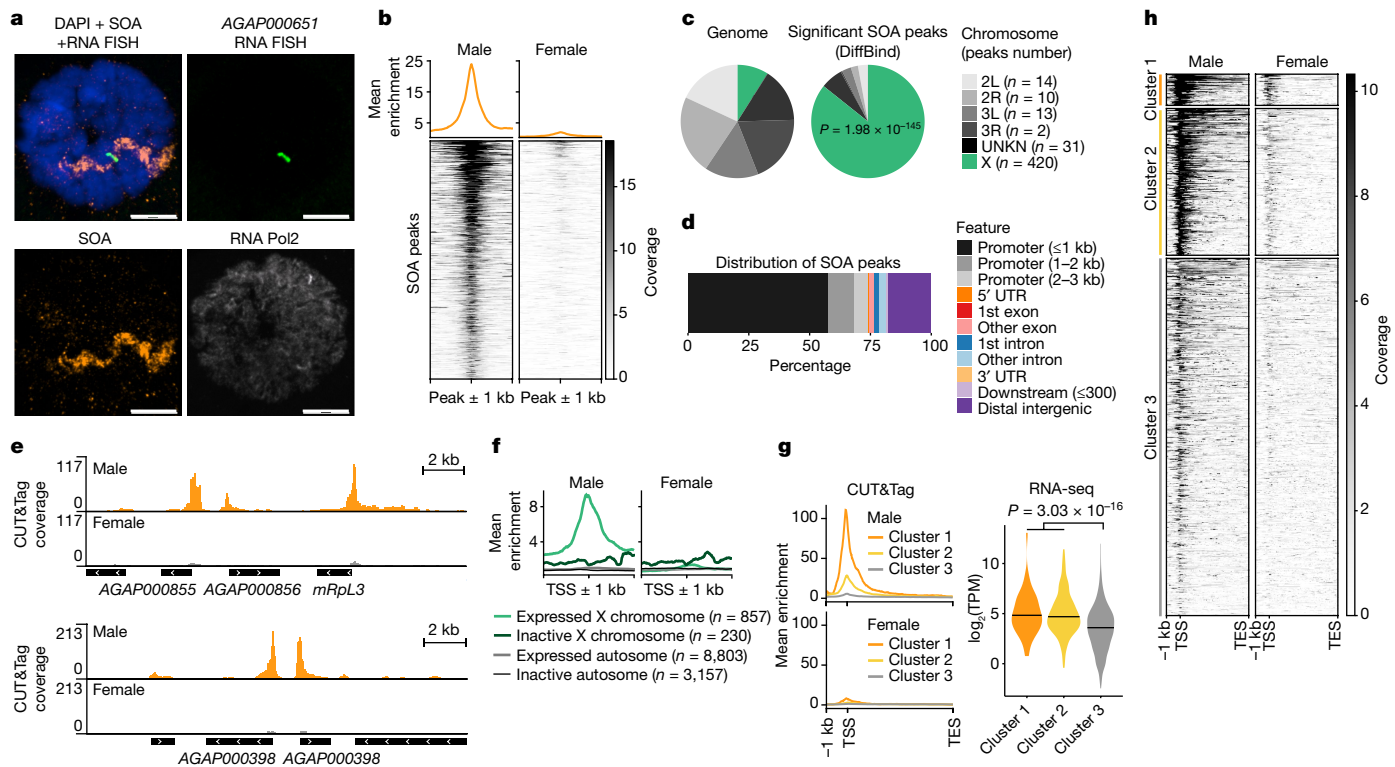 a
DAPI + SOA
+RNA FISH
AGAP000651
RNA FISH
SOA
RNA Pol2
b
Male
Female
Mean
enrichment
25
15
5
SOA peaks
Peak ± 1 kb
Peak ± 1 kb
15
10
5
0
Coverage
c
Genome
Significant SOA peaks
(DiffBind)
P = 1.98 × 10⁻¹⁴⁵
Chromosome
(peaks number)
2L (n = 14)
2R (n = 10)
3L (n = 13)
3R (n = 2)
UNKN (n = 31)
X (n = 420)
d
Distribution of SOA peaks
0
25
50
75
100
Percentage
Feature
Promoter (≤1 kb)
Promoter (1–2 kb)
Promoter (2–3 kb)
5′ UTR
1st exon
Other exon
1st intron
Other intron
3′ UTR
Downstream (≤300)
Distal intergenic
e
CUT&Tag
coverage
117
Male
2 kb
0
117
Female
0
AGAP000855
AGAP000856
mRpL3
CUT&Tag
coverage
213
Male
2 kb
0
213
Female
0
AGAP000398
AGAP000398
f
Male
Female
Mean
enrichment
8
4
TSS ± 1 kb
TSS ± 1 kb
Expressed X chromosome (n = 857)
Inactive X chromosome (n = 230)
Expressed autosome (n = 8,803)
Inactive autosome (n = 3,157)
g
CUT&Tag
Mean enrichment
100
50
0
Male
Cluster 1
Cluster 2
Cluster 3
100
50
0
Female
Cluster 1
Cluster 2
Cluster 3
–1 kb
TSS
TES
RNA-seq
P = 3.03 × 10⁻¹⁶
log₂(TPM)
10
5
0
Cluster 1
Cluster 2
Cluster 3
h
Male
Female
Cluster 1
Cluster 2
Cluster 3
–1 kb
TSS
TES
–1 kb
TSS
TES
10
8
6
4
2
0
Coverage